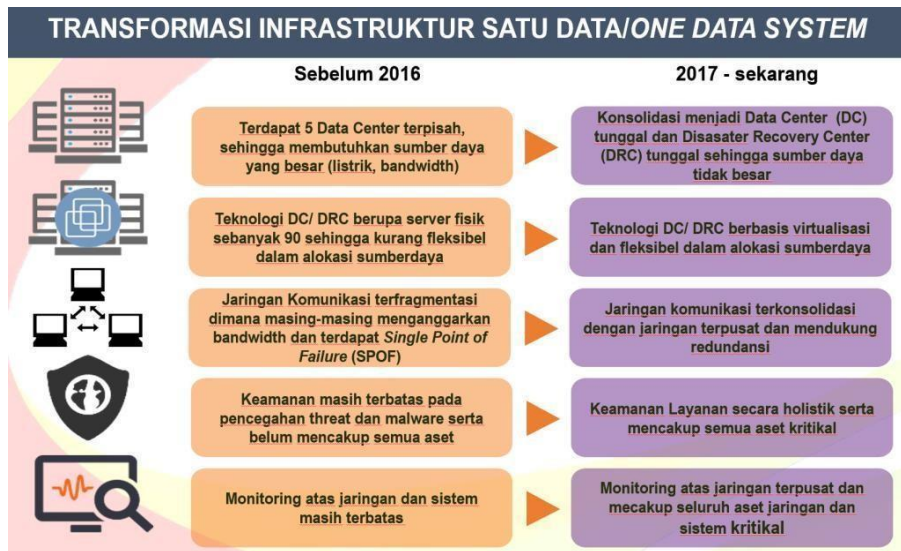 TRANSFORMASI INFRASTRUKTUR SATU DATA/ONE DATA SYSTEM
Sebelum 2016
2017 - sekarang
Terdapat 5 Data Center terpisah,
sehingga membutuhkan sumber daya
yang besar (listrik, bandwidth)
Konsolidasi menjadi Data Center (DC)
tunggal dan Disasater Recovery Center
(DRC) tunggal sehingga sumber daya
tidak besar
Teknologi DC/ DRC berupa server fisik
sebanyak 90 sehingga kurang fleksibel
dalam alokasi sumberdaya
Teknologi DC/ DRC berbasis virtualisasi
dan fleksibel dalam alokasi sumberdaya
Jaringan Komunikasi terfragmentasi
dimana masing-masing menganggarkan
bandwidth dan terdapat Single Point of
Failure (SPOF)
Jaringan komunikasi terkonsolidasi
dengan jaringan terpusat dan mendukung
redundansi
Keamanan masih terbatas pada
pencegahan threat dan malware serta
belum mencakup semua aset
Keamanan Layanan secara holistik serta
mencakup semua aset kritikal
Monitoring atas jaringan dan sistem
masih terbatas
Monitoring atas jaringan terpusat dan
mecakup seluruh aset jaringan dan
sistem kritikal